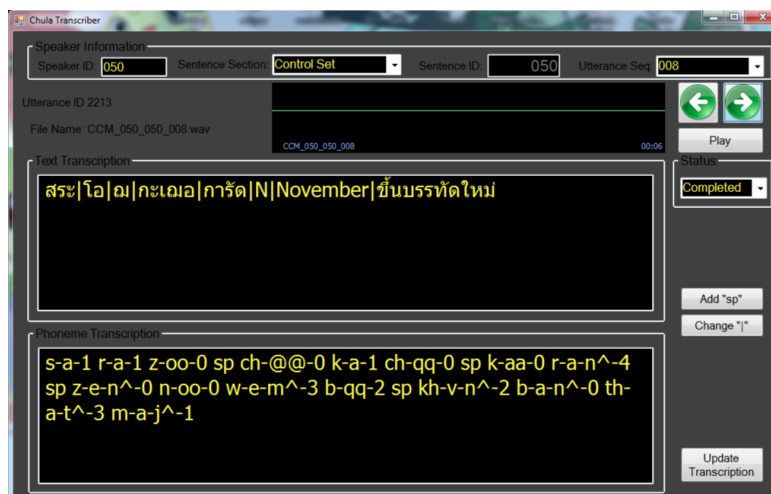 Chula Transcriber
Speaker Information
Speaker ID: 050 Sentence Section: Control Set Sentence ID: 050 Utterance Seq: 008
Utterance ID 2213
File Name: CCM_050_050_008.wav
CCM_050_050_008 00:06
Play
Text Transcription
Status
สระ|โอ|ฌ|กะเฌอ|การัด|N|November|ขึ้นบรรทัดใหม่
Completed
Add "sp"
Change "|"
Phoneme Transcription
s-a-1 r-a-1 z-oo-0 sp ch-@@-0 k-a-1 ch-qq-0 sp k-aa-0 r-a-n^-4
sp z-e-n^-0 n-oo-0 w-e-m^-3 b-qq-2 sp kh-v-n^-2 b-a-n^-0 th-
a-t^-3 m-a-j^-1
Update
Transcription